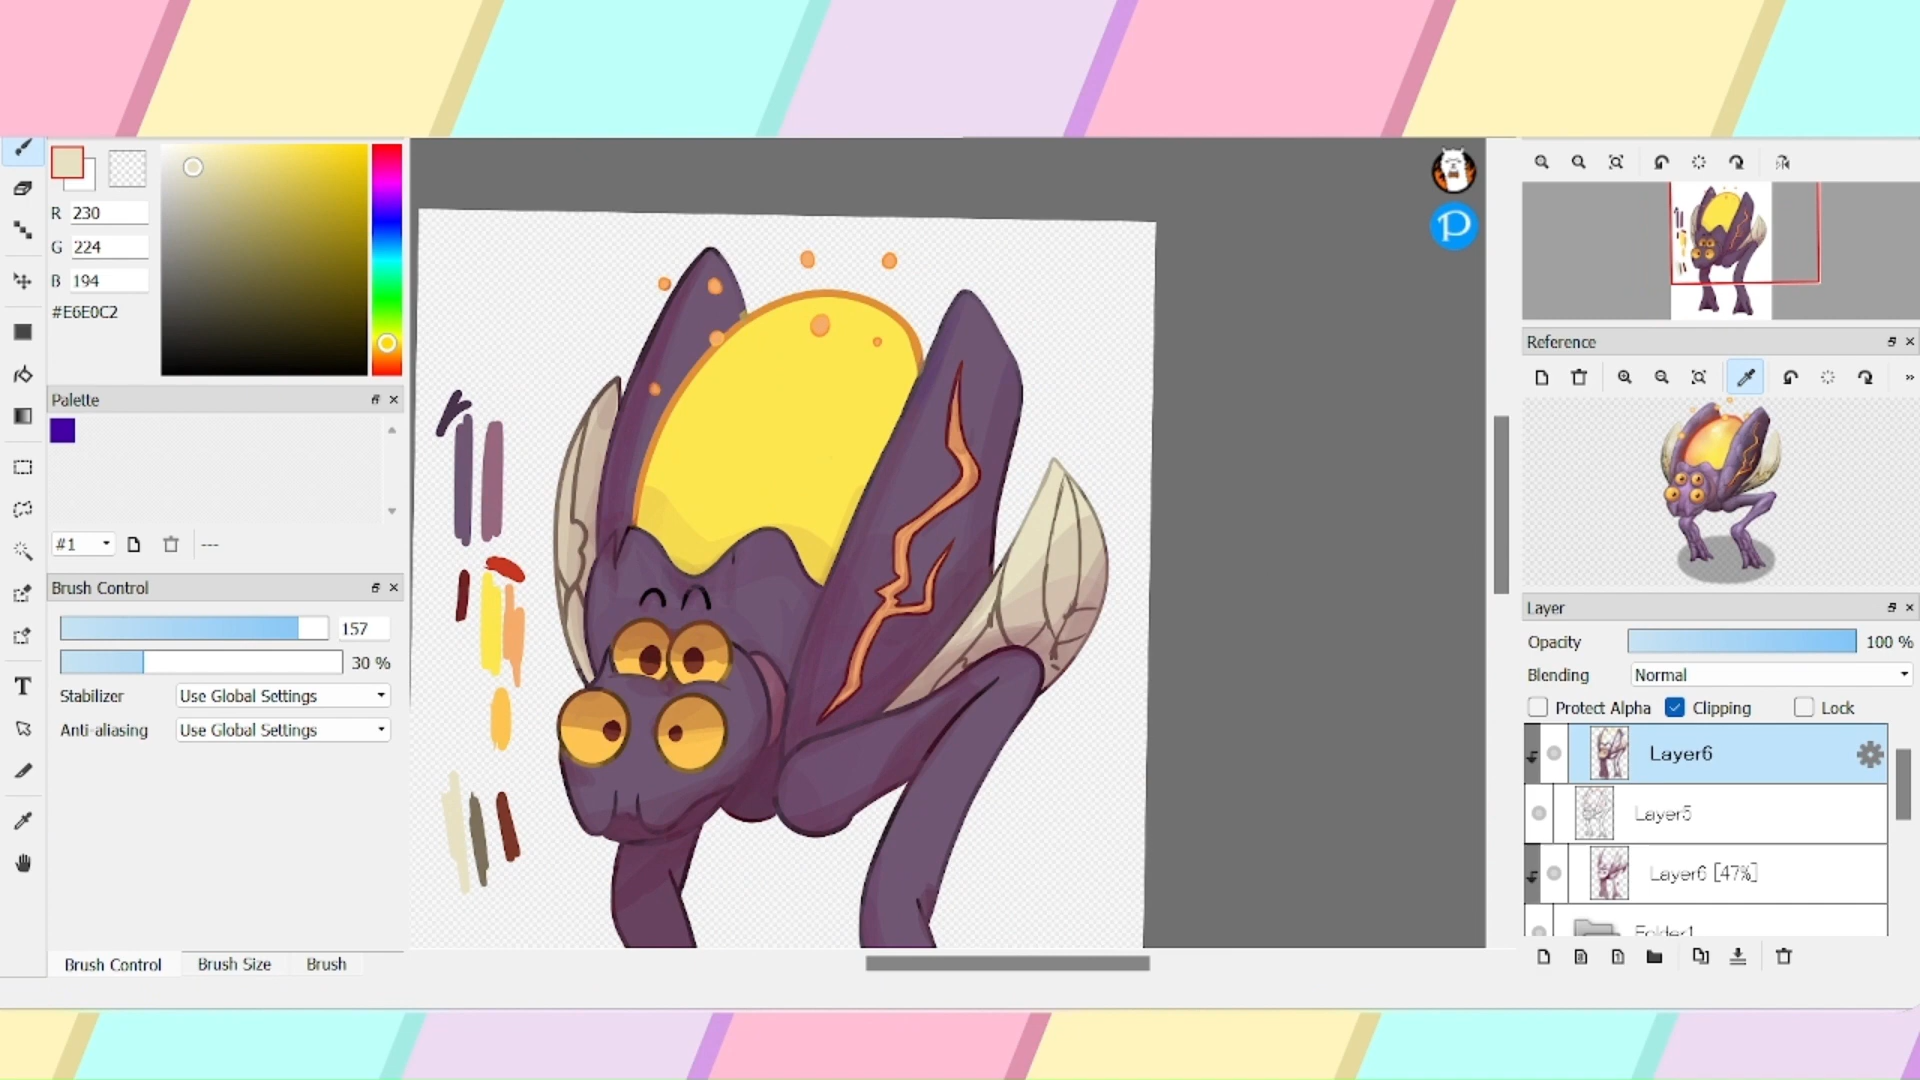 R 230
G 224
B 194
#E6E0C2
Palette
#1
---
Brush Control
157
30 %
Stabilizer Use Global Settings
Anti-aliasing Use Global Settings
Brush Control Brush Size Brush
P
Reference
»
Layer
Opacity 100 %
Blending Normal
Protect Alpha Clipping Lock
Layer6
Layer5
Layer6 [47%]
Folder1
T